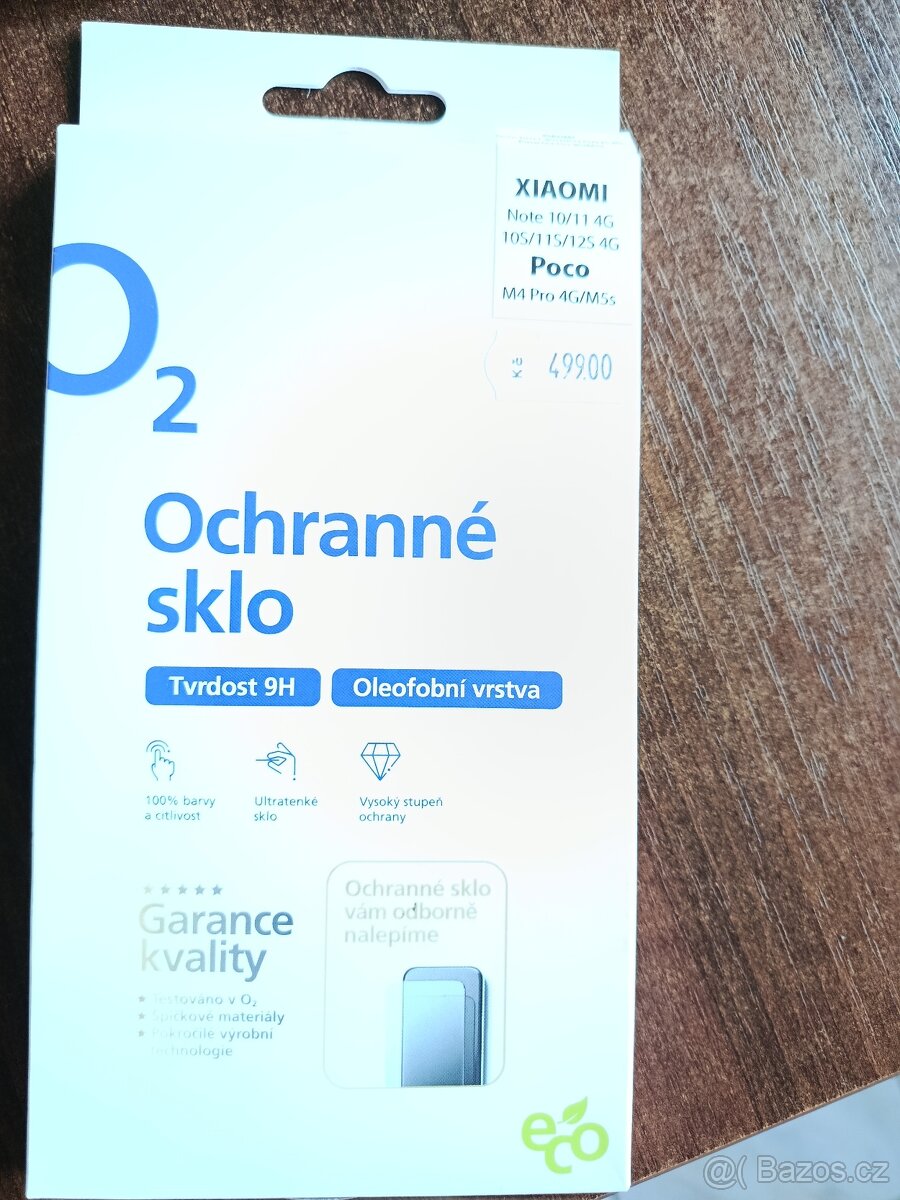 XIAOMI
Note 10/11 4G
10S/11S/12S 4G
Poco
M4 Pro 4G/M5s
Kč 499.00
O2
Ochranné
sklo
Tvrdost 9H
Oleofobní vrstva
100% barvy
a citlivost
Ultratenké
sklo
Vysoký stupeň
ochrany
Garance
kvality
Testováno v O2
Špičkové materiály
Pokročilé výrobní
technologie
Ochranné sklo
vám odborně
nalepíme
eco
@( Bazos.cz